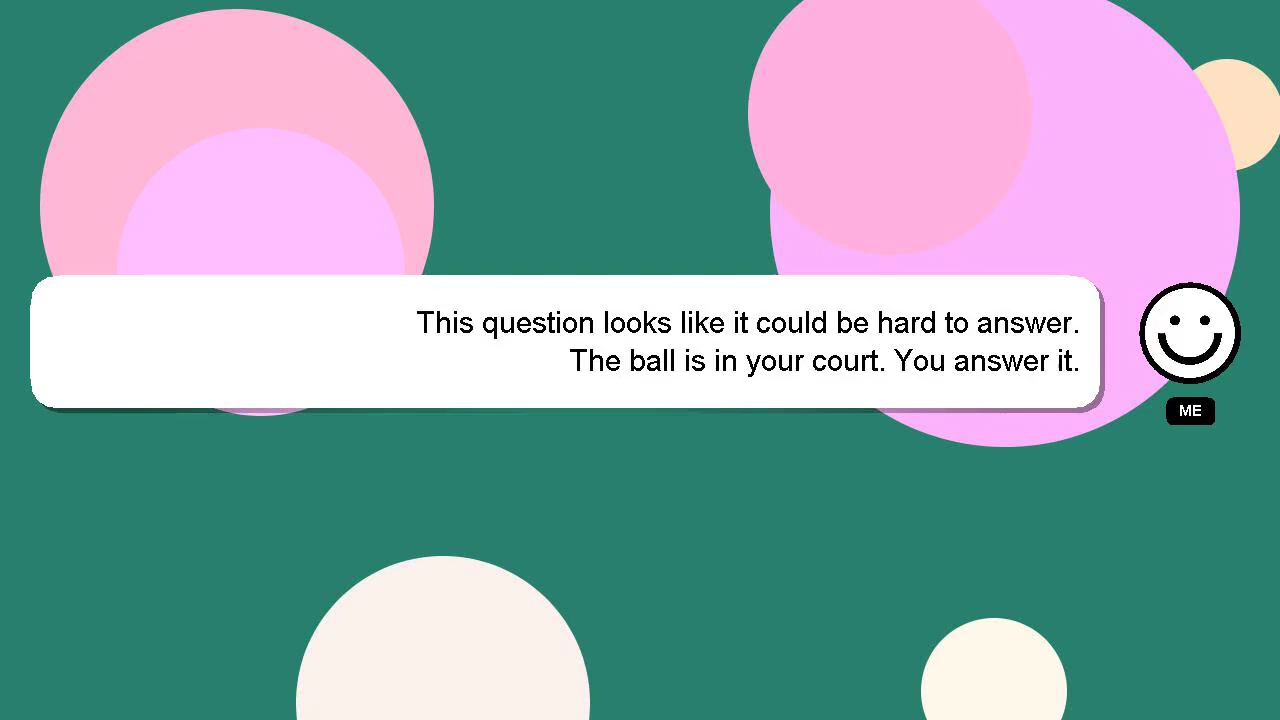 This question looks like it could be hard to answer.
The ball is in your court. You answer it.
ME